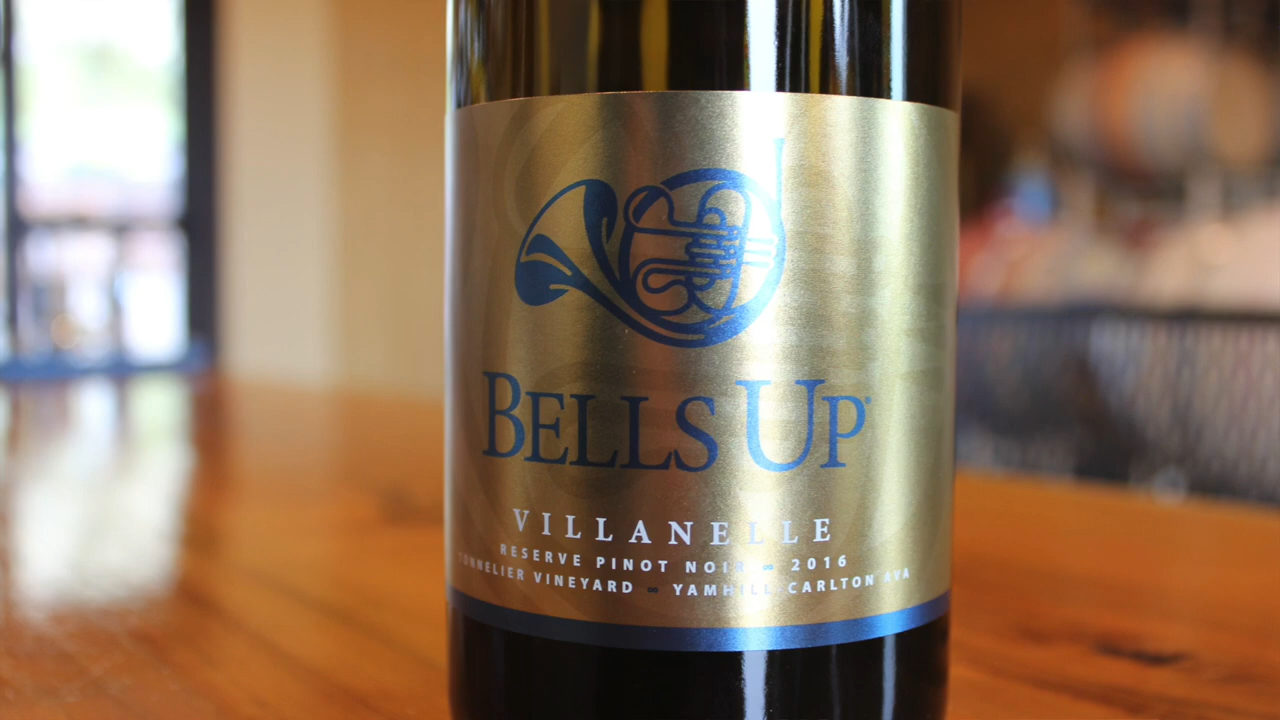 BELLS UP®
VILLANELLE
RESERVE PINOT NOIR ∞ 2016
TONNELIER VINEYARD ∞ YAMHILL-CARLTON AVA